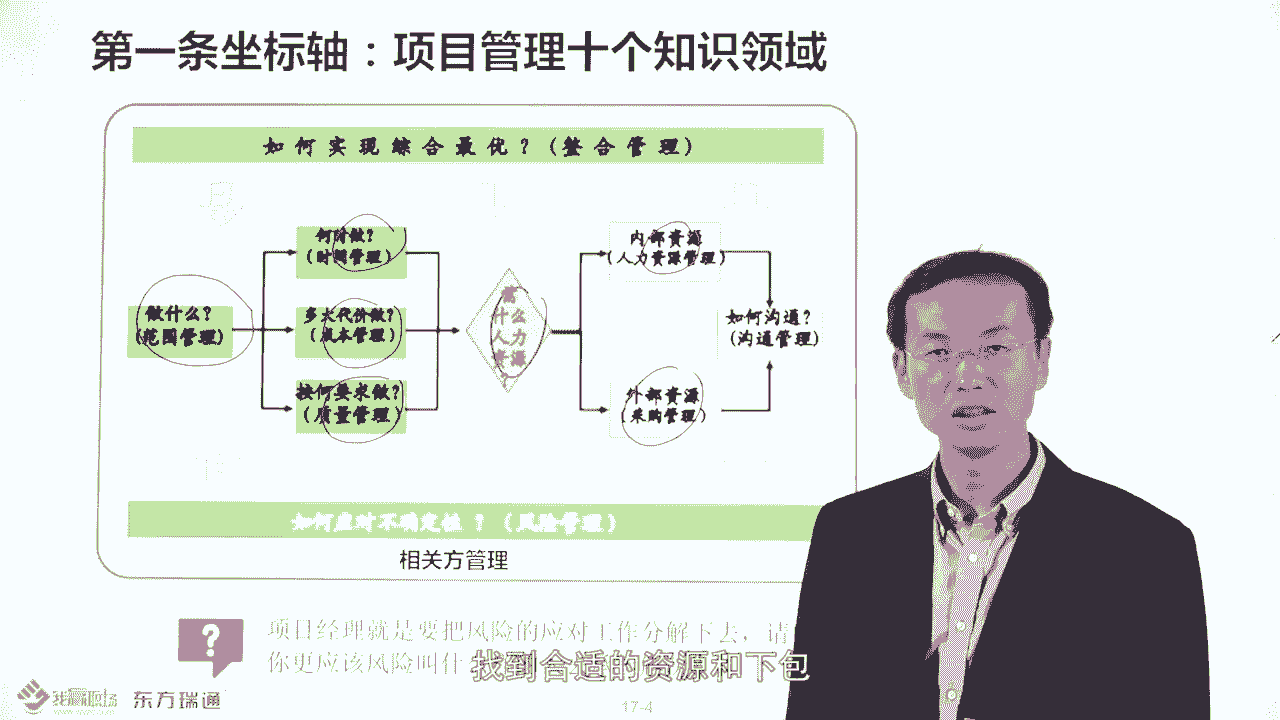 第一条坐标轴：项目管理十个知识领域
如何实现综合最优？（整合管理）
何时做？
（时间管理）
内部资源
（人力资源管理）
做什么？
（范围管理）
多大代价做？
（成本管理）
需
什么
人力
资源
如何沟通？
（沟通管理）
按何要求做？
（质量管理）
外部资源
（采购管理）
如何应对不确定性？（风险管理）
相关方管理
?
项目经理就是要把风险的应对工作分解下去，请
你更应该风险叫什
找到合适的资源和下包
东方瑞通
17-4